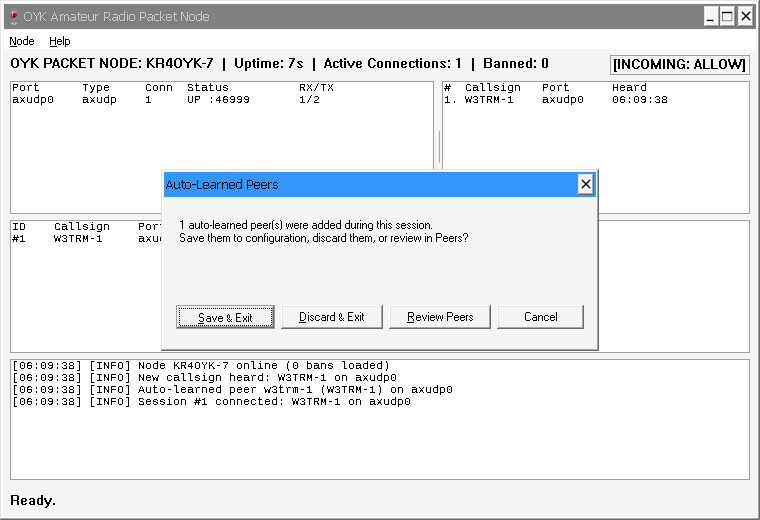 OYK Amateur Radio Packet Node
Node Help
OYK PACKET NODE: KR4OYK-7 | Uptime: 7s | Active Connections: 1 | Banned: 0 [INCOMING: ALLOW]
Port Type Conn Status RX/TX
axudp0 axudp 1 UP :46999 1/2
# Callsign Port Heard
1. W3TRM-1 axudp0 06:09:38
Auto-Learned Peers
1 auto-learned peer(s) were added during this session.
Save them to configuration, discard them, or review in Peers?
Save & Exit Discard & Exit Review Peers Cancel
ID Callsign
#1 W3TRM-1
[06:09:38] [INFO] Node KR4OYK-7 online (0 bans loaded)
[06:09:38] [INFO] New callsign heard: W3TRM-1 on axudp0
[06:09:38] [INFO] Auto-learned peer w3trm-1 (W3TRM-1) on axudp0
[06:09:38] [INFO] Session #1 connected: W3TRM-1 on axudp0
Ready.